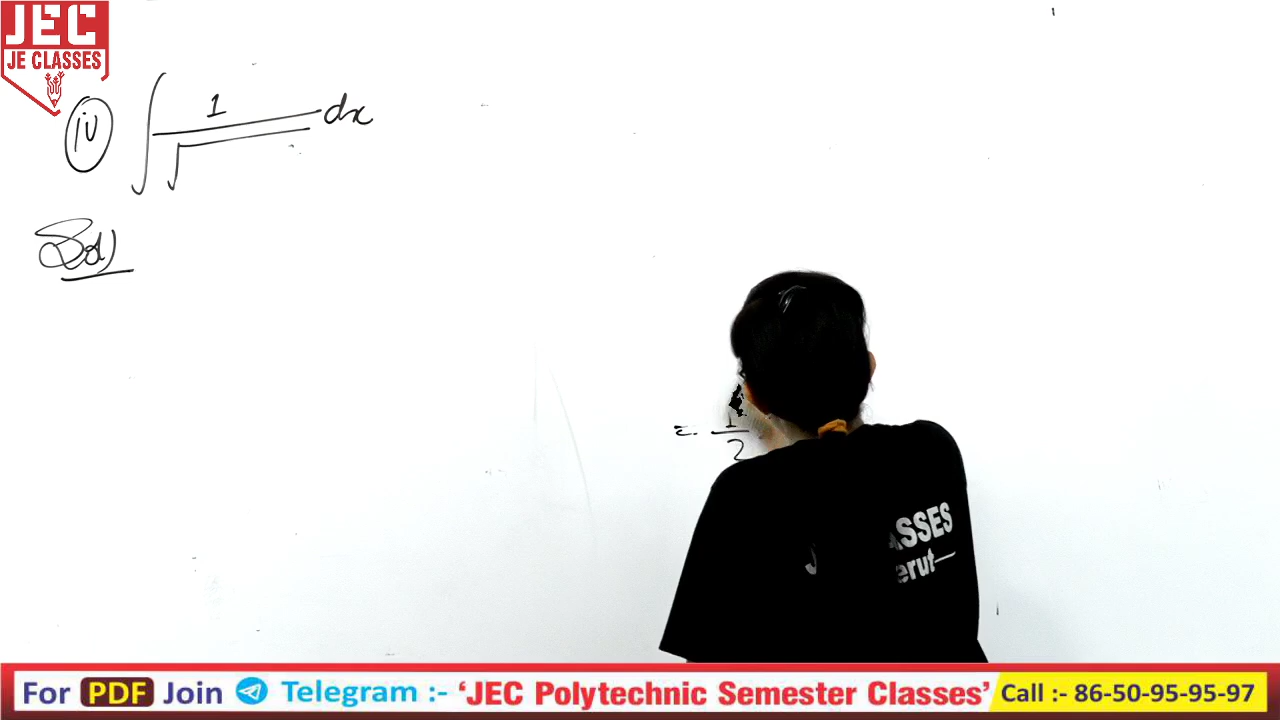 JEC
JE CLASSES
(iv) ∫ 1/√ dx
Sol)
= 1/2
ASSES
erut—
For PDF Join Telegram :- ‘JEC Polytechnic Semester Classes’ Call :- 86-50-95-95-97